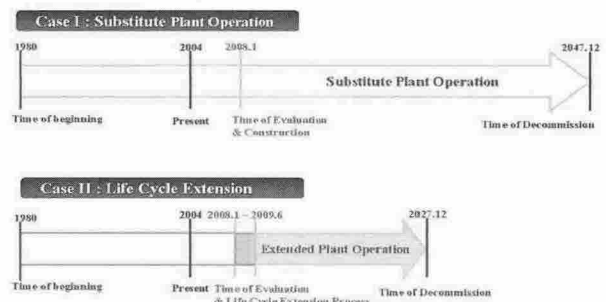 Case I : Substitute Plant Operation
1980 2004 2008.1 2047.12
Substitute Plant Operation
Time of beginning Present Time of Evaluation Time of Decommission
& Construction
Case II : Life Cycle Extension
1980 2004 2008.1 ~ 2009.6 2027.12
Extended Plant Operation
Time of beginning Present Time of Evaluation Time of Decommission
& Life Cycle Extension Process